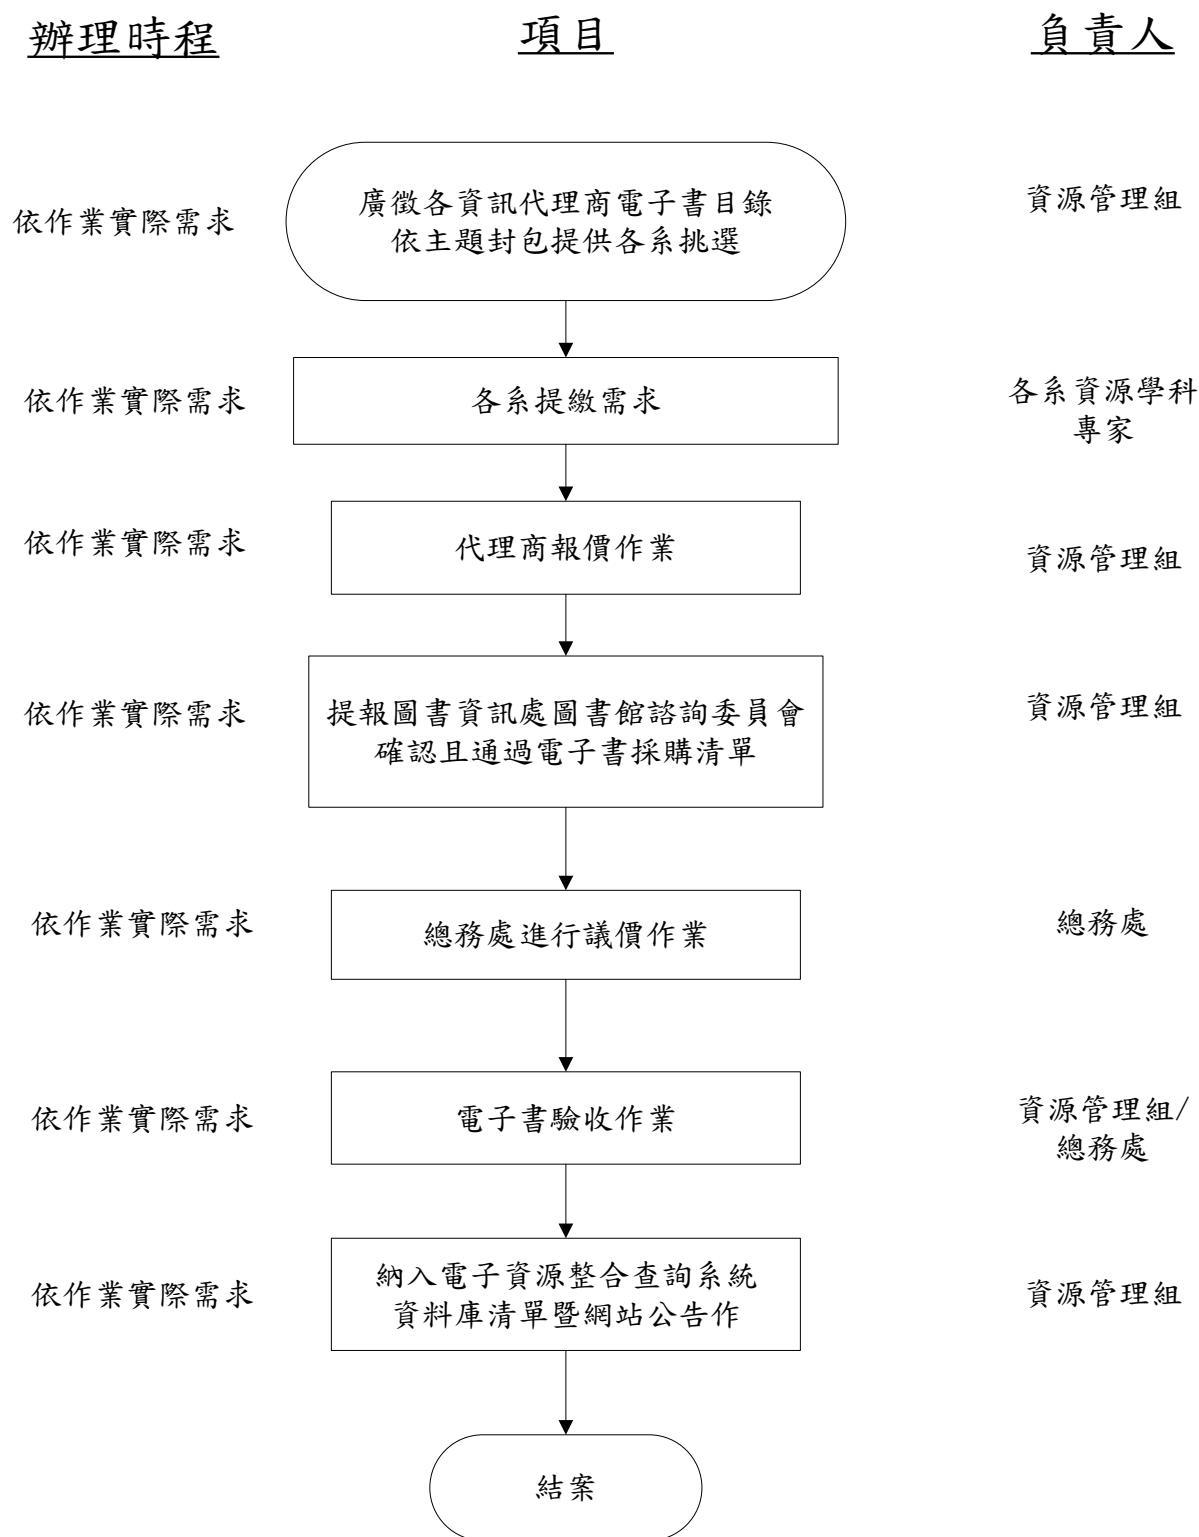 辦理時程
項目
負責人
依作業實際需求
廣徵各資訊代理商電子書目錄
依主題封包提供各系挑選
資源管理組
依作業實際需求
各系提繳需求
各系資源學科
專家
依作業實際需求
代理商報價作業
資源管理組
依作業實際需求
提報圖書資訊處圖書館諮詢委員會
確認且通過電子書採購清單
資源管理組
依作業實際需求
總務處進行議價作業
總務處
依作業實際需求
電子書驗收作業
資源管理組/
總務處
依作業實際需求
納入電子資源整合查詢系統
資料庫清單暨網站公告作
資源管理組
結案